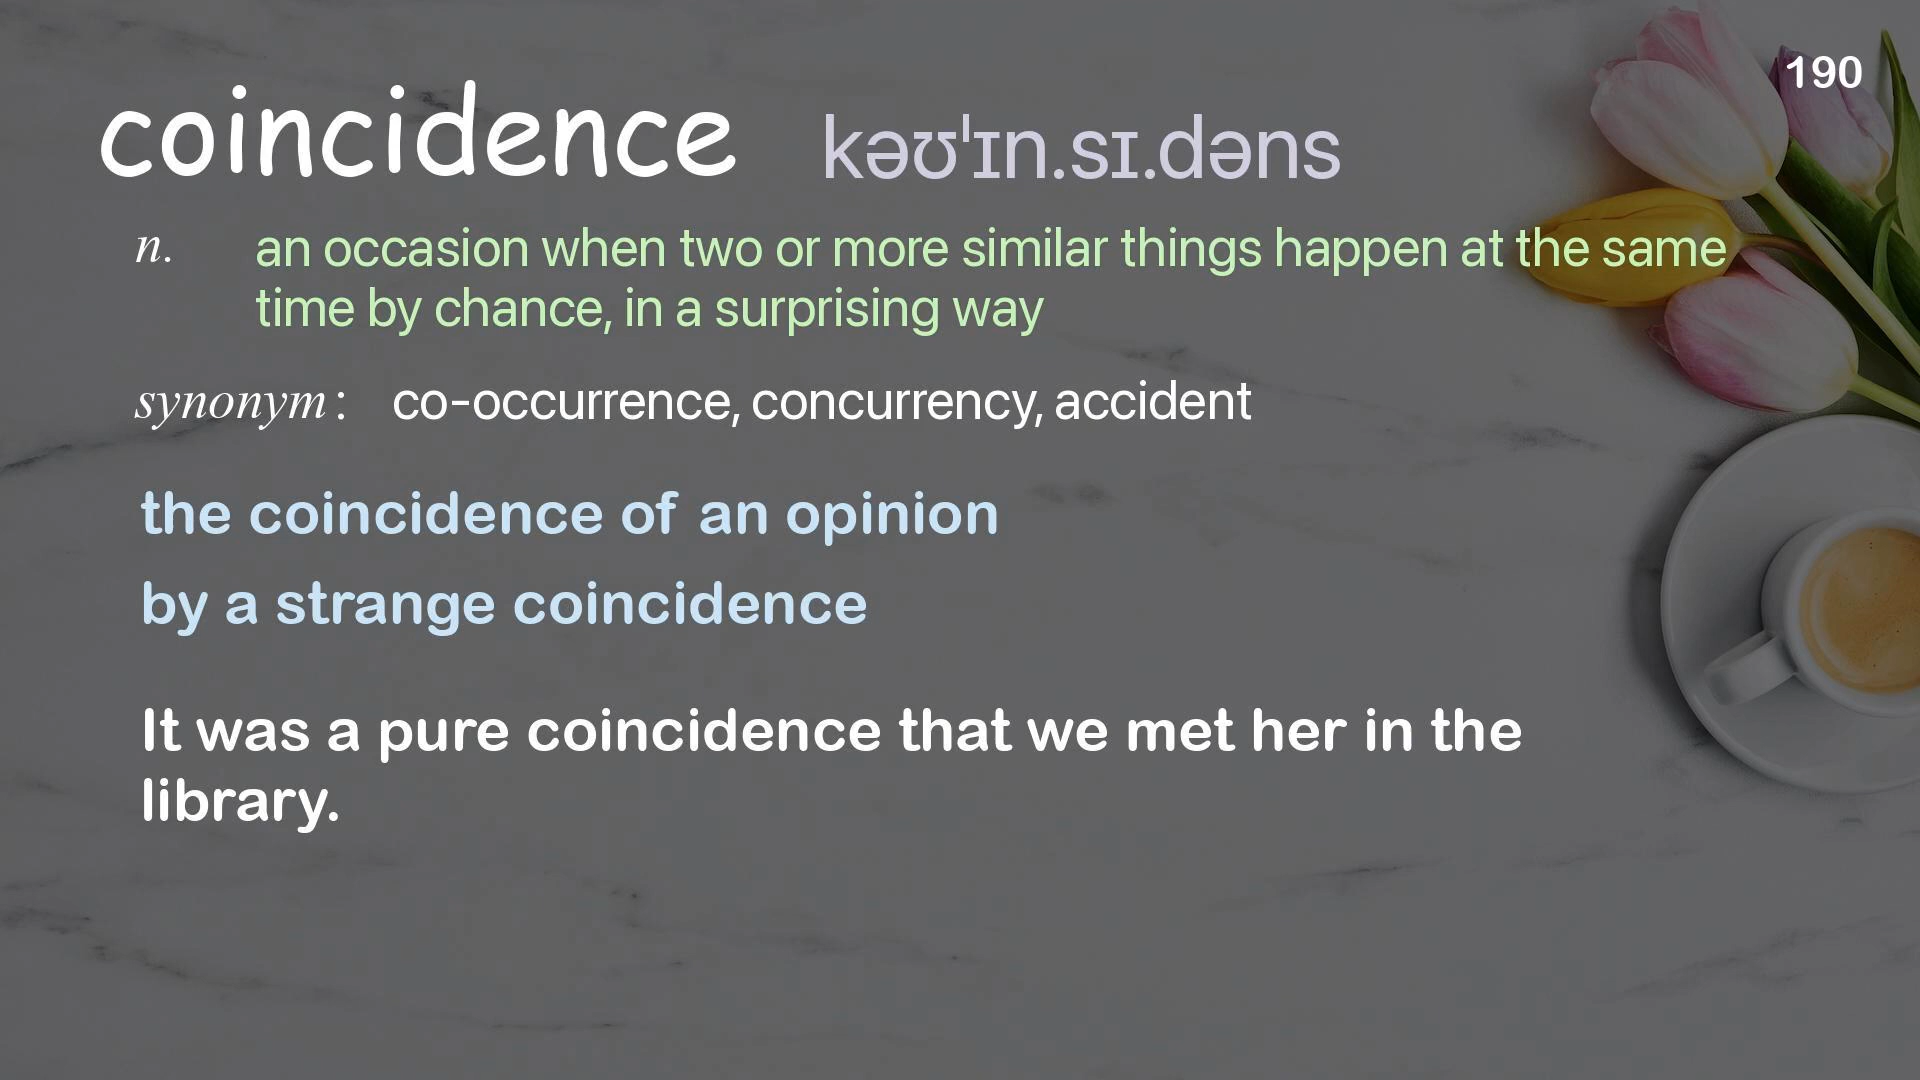 190
coincidence kəʊˈɪn.sɪ.dəns
n. an occasion when two or more similar things happen at the same
time by chance, in a surprising way
synonym: co-occurrence, concurrency, accident
the coincidence of an opinion
by a strange coincidence
It was a pure coincidence that we met her in the
library.